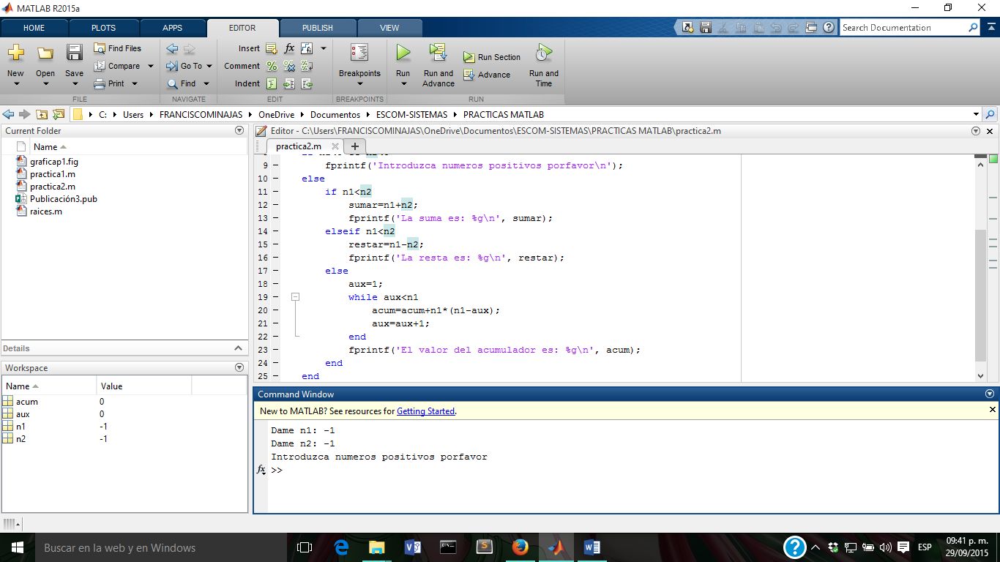 MATLAB R2015a
HOME PLOTS APPS EDITOR PUBLISH VIEW
Search Documentation
New Open Save
Find Files
Compare
Print
Go To
Find
Insert fx
Comment
Indent
Breakpoints
Run
Run and Advance
Run Section
Advance
Run and Time
FILE NAVIGATE EDIT BREAKPOINTS RUN
C: Users FRANCISCOMINAJAS OneDrive Documentos ESCOM-SISTEMAS PRACTICAS MATLAB
Current Folder
Name
graficap1.fig
practica1.m
practica2.m
Publicación3.pub
raices.m
Details
Workspace
Name Value
acum 0
aux 0
n1 -1
n2 -1
Editor - C:\Users\FRANCISCOMINAJAS\OneDrive\Documentos\ESCOM-SISTEMAS\PRACTICAS MATLAB\practica2.m
practica2.m
9 – fprintf('Introduzca numeros positivos porfavor\n');
10 – else
11 – if n1<n2
12 – sumar=n1+n2;
13 – fprintf('La suma es: %g\n', sumar);
14 – elseif n1<n2
15 – restar=n1-n2;
16 – fprintf('La resta es: %g\n', restar);
17 – else
18 – aux=1;
19 – while aux<n1
20 – acum=acum+n1*(n1-aux);
21 – aux=aux+1;
22 – end
23 – fprintf('El valor del acumulador es: %g\n', acum);
24 – end
25 – end
Command Window
New to MATLAB? See resources for Getting Started.
Dame n1: -1
Dame n2: -1
Introduzca numeros positivos porfavor
fx >>
Buscar en la web y en Windows
ESP
09:41 p. m.
29/09/2015